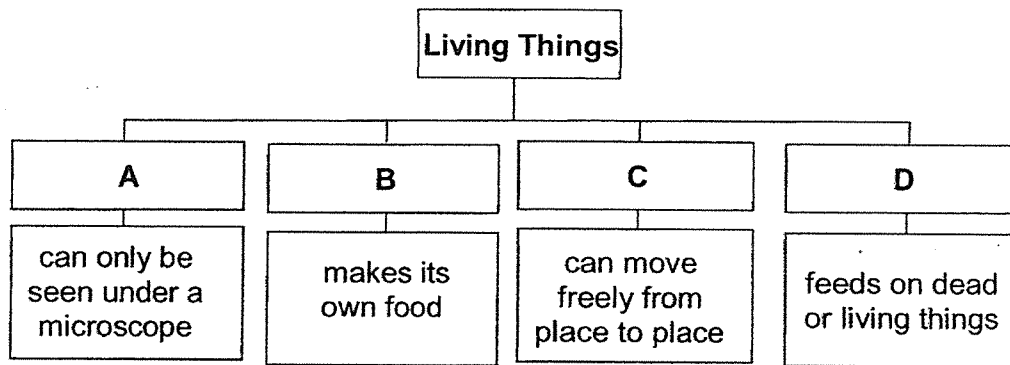 Living Things
A
B
C
D
can only be
seen under a
microscope
makes its
own food
can move
freely from
place to place
feeds on dead
or living things